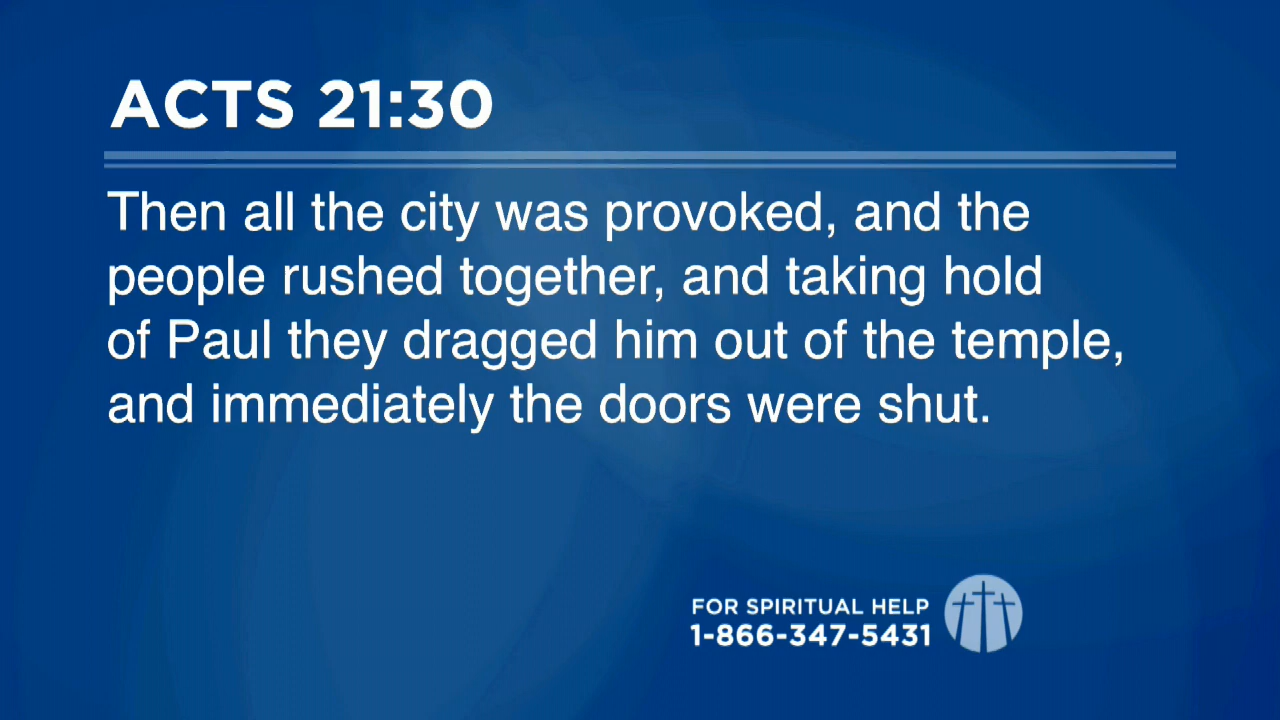 ACTS 21:30
Then all the city was provoked, and the
people rushed together, and taking hold
of Paul they dragged him out of the temple,
and immediately the doors were shut.
FOR SPIRITUAL HELP
1-866-347-5431